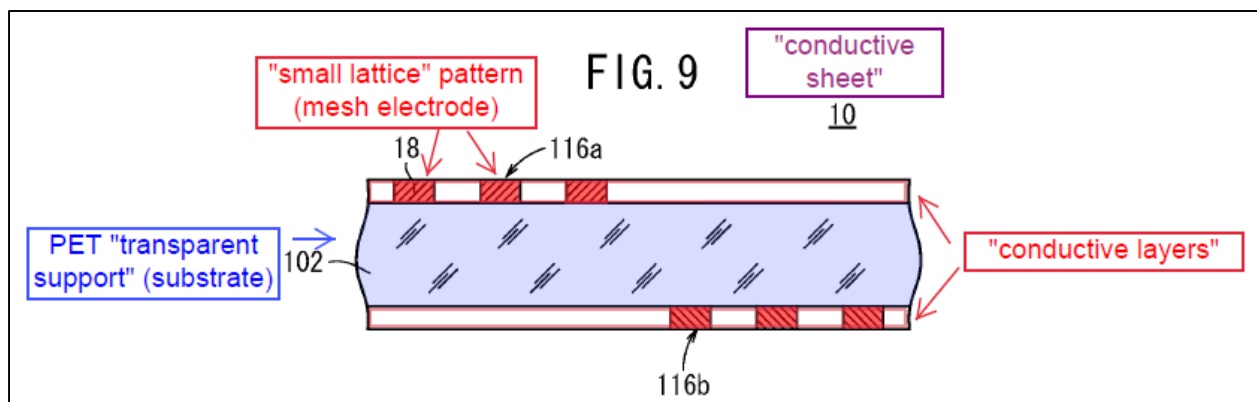 "small lattice" pattern
(mesh electrode)
FIG. 9
"conductive
sheet"
10
18
116a
PET "transparent
support" (substrate)
102
"conductive layers"
116b